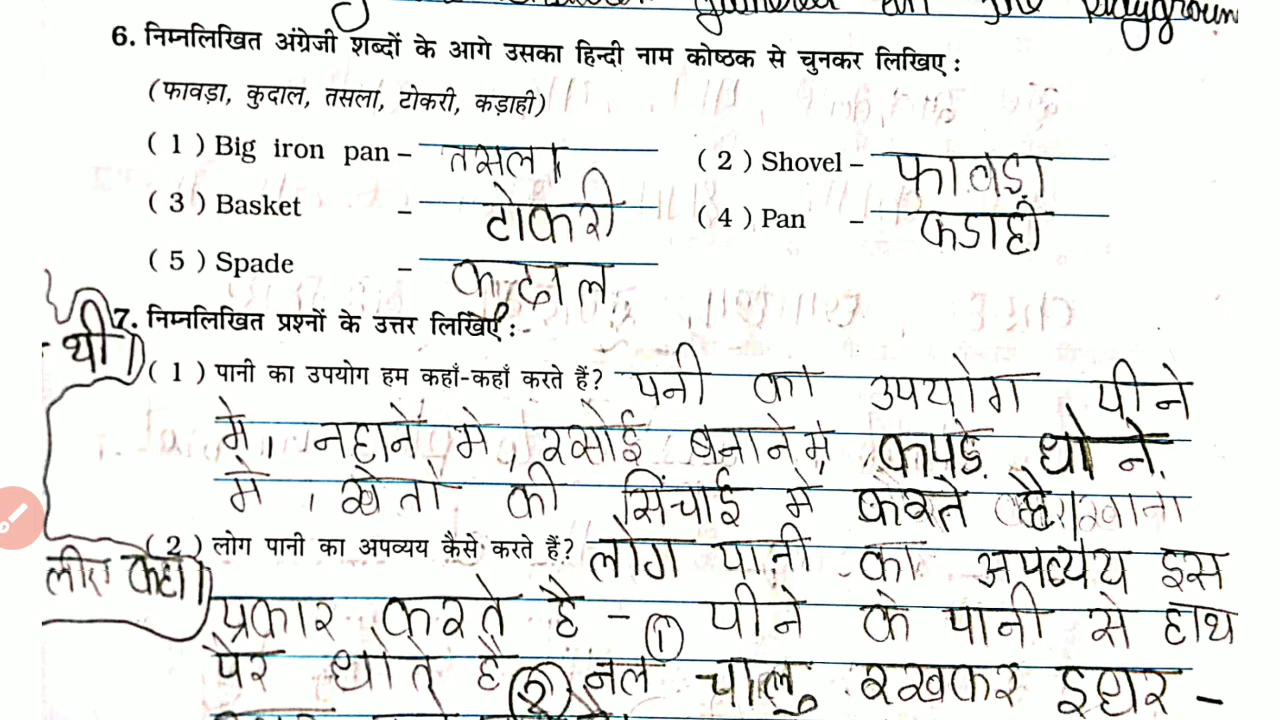 on the Playgroun
6. निम्नलिखित अंग्रेजी शब्दों के आगे उसका हिन्दी नाम कोष्ठक से चुनकर लिखिए :
(फावड़ा, कुदाल, तसला, टोकरी, कड़ाही)
( 1 ) Big iron pan – तसला ( 2 ) Shovel – फावड़ा
( 3 ) Basket – टोकरी ( 4 ) Pan – कडाही
( 5 ) Spade – कुदाल
7. निम्नलिखित प्रश्नों के उत्तर लिखिए :-
थी।
( 1 ) पानी का उपयोग हम कहाँ-कहाँ करते हैं? पनी का उपयोग पीने
मे, नहाने मे, रसोई बनाने मे, कपडे धोने
मे, खेतो की सिंचाई मे करते है।
( 2 ) लोग पानी का अपव्यय कैसे करते हैं? लोग पानी का अपव्यय इस
कहा।
प्रकार करते है – ① पीने के पानी से हाथ
पैर धोते है ② नल चालु रखकर इधर –